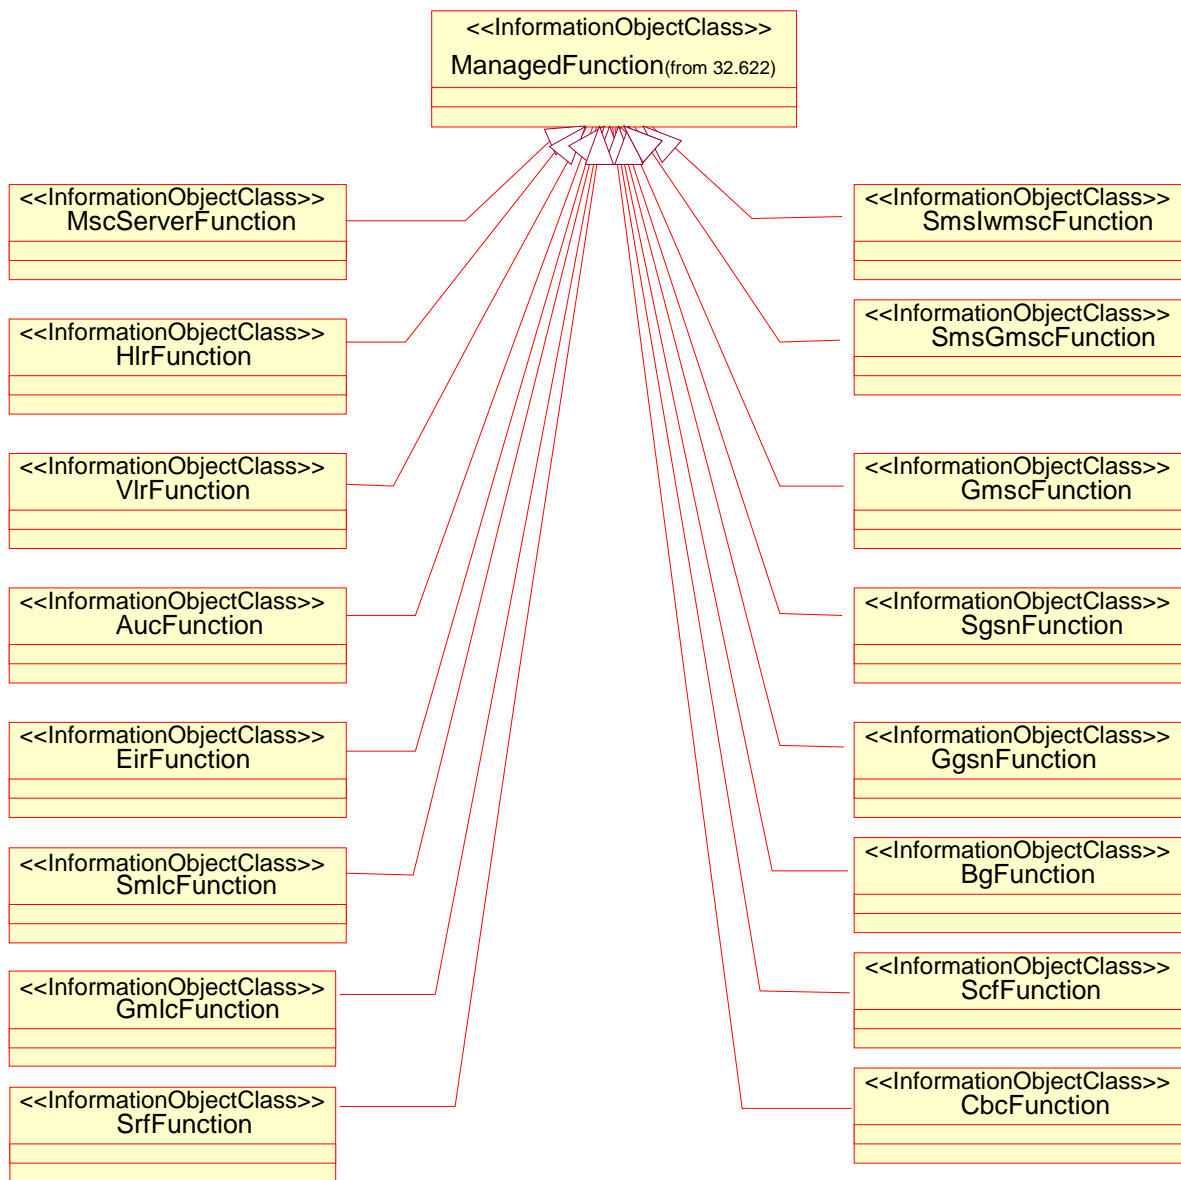 <<InformationObjectClass>>
ManagedFunction(from 32.622)
<<InformationObjectClass>>
MscServerFunction
<<InformationObjectClass>>
HlrFunction
<<InformationObjectClass>>
VlrFunction
<<InformationObjectClass>>
AucFunction
<<InformationObjectClass>>
EirFunction
<<InformationObjectClass>>
SmlcFunction
<<InformationObjectClass>>
GmlcFunction
<<InformationObjectClass>>
SrfFunction
<<InformationObjectClass>>
SmsIwmscFunction
<<InformationObjectClass>>
SmsGmscFunction
<<InformationObjectClass>>
GmscFunction
<<InformationObjectClass>>
SgsnFunction
<<InformationObjectClass>>
GgsnFunction
<<InformationObjectClass>>
BgFunction
<<InformationObjectClass>>
ScfFunction
<<InformationObjectClass>>
CbcFunction